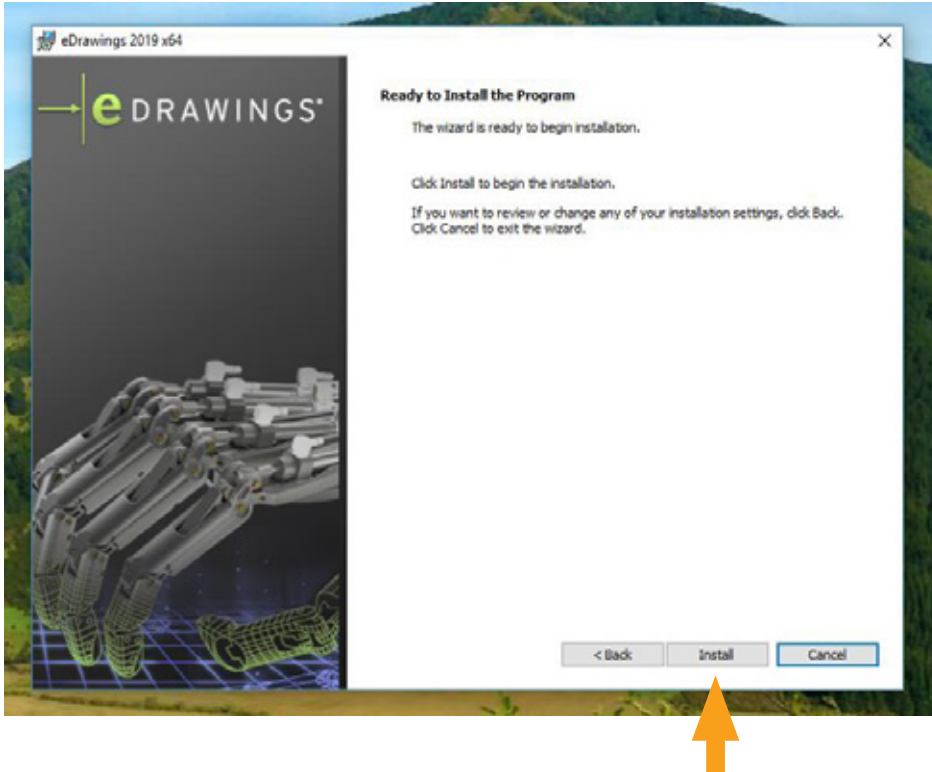 eDrawings 2019 x64
eDRAWINGS®
Ready to Install the Program
The wizard is ready to begin installation.
Click Install to begin the installation.
If you want to review or change any of your installation settings, click Back.
Click Cancel to exit the wizard.
< Back
Install
Cancel